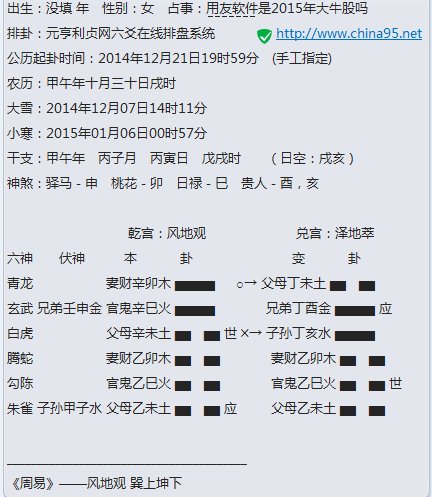 出生：没填 年　性别：女　占事：用友软件是2015年大牛股吗
排卦：元亨利贞网六爻在线排盘系统　http://www.china95.net
公历起卦时间：2014年12月21日19时59分　(手工指定)
农历：甲午年十月三十日戌时
大雪：2014年12月07日14时11分
小寒：2015年01月06日00时57分
干支：甲午年　丙子月　丙寅日　戊戌时　　（日空：戌亥）
神煞：驿马－申　桃花－卯　日禄－巳　贵人－酉，亥
乾宫：风地观　　　　兑宫：泽地萃
六神　伏神　本　卦　变　卦
青龙　妻财辛卯木　○→ 父母丁未土
玄武 兄弟壬申金 官鬼辛巳火　兄弟丁酉金　应
白虎　父母辛未土　世 ×→ 子孙丁亥水
腾蛇　妻财乙卯木　妻财乙卯木
勾陈　官鬼乙巳火　官鬼乙巳火　世
朱雀 子孙甲子水 父母乙未土　应　父母乙未土
《周易》——风地观 巽上坤下